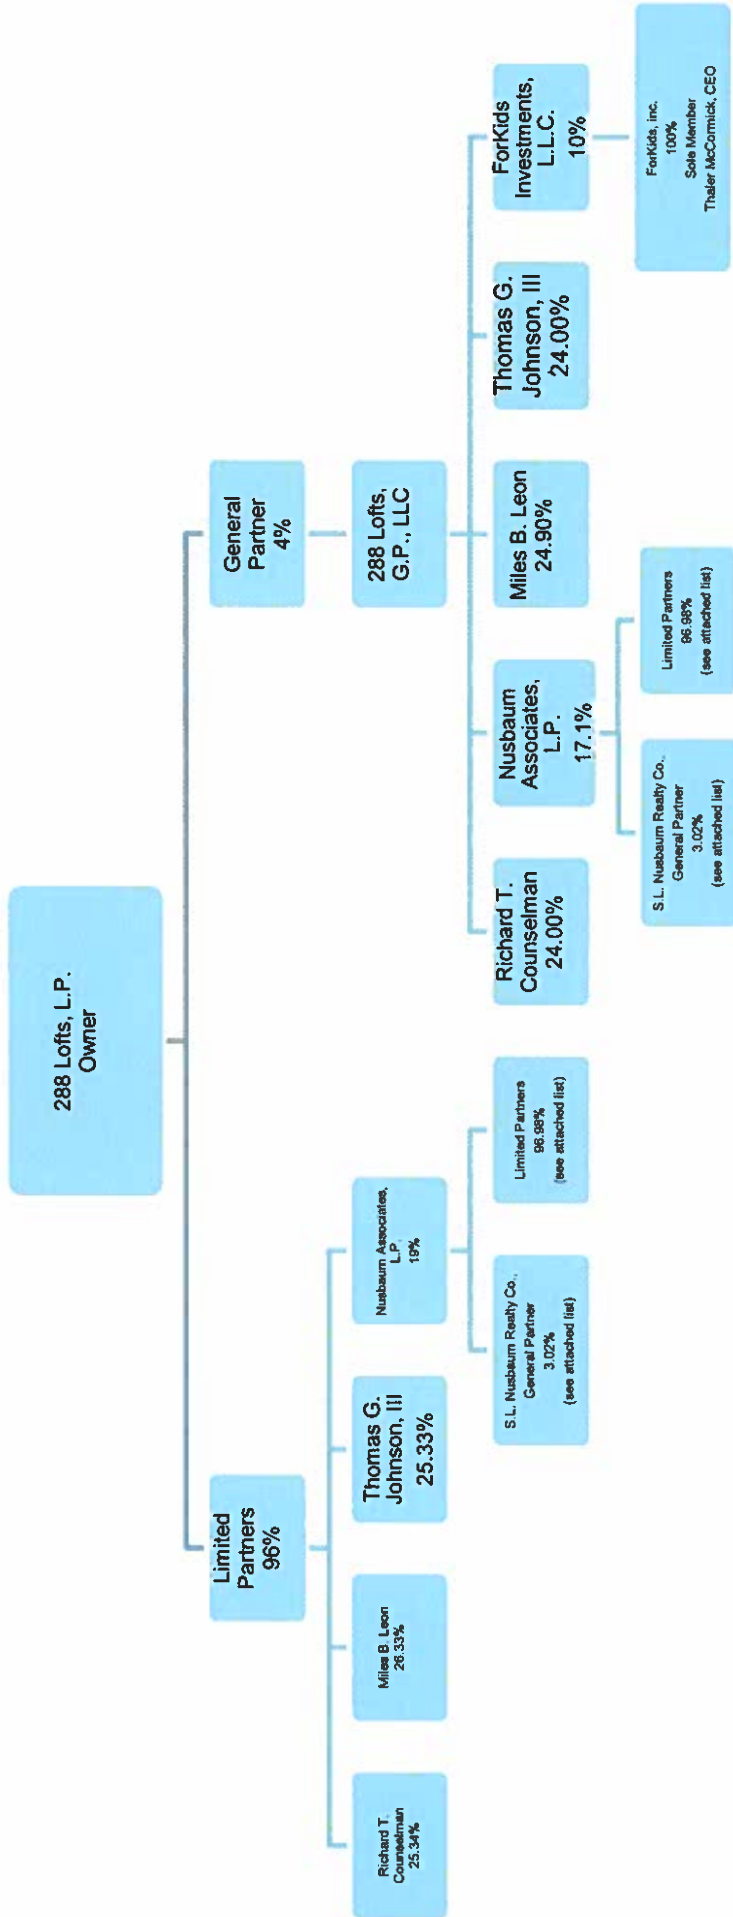 288 Lofts, L.P.
Owner
Limited
Partners
96%
General
Partner
4%
Richard T.
Counselman
25.34%
Miles B. Leon
26.33%
Thomas G.
Johnson, III
25.33%
Nusbaum Associates,
L.P.
19%
288 Lofts,
G.P., LLC
S.L. Nusbaum Realty Co.,
General Partner
3.02%
(see attached list)
Limited Partners
96.98%
(see attached list)
Richard T.
Counselman
24.00%
Nusbaum
Associates,
L.P.
17.1%
Miles B. Leon
24.90%
Thomas G.
Johnson, III
24.00%
ForKids
Investments,
L.L.C.
10%
S.L. Nusbaum Realty Co.,
General Partner
3.02%
(see attached list)
Limited Partners
96.98%
(see attached list)
ForKids, inc.
100%
Sole Member
Thaler McCormick, CEO